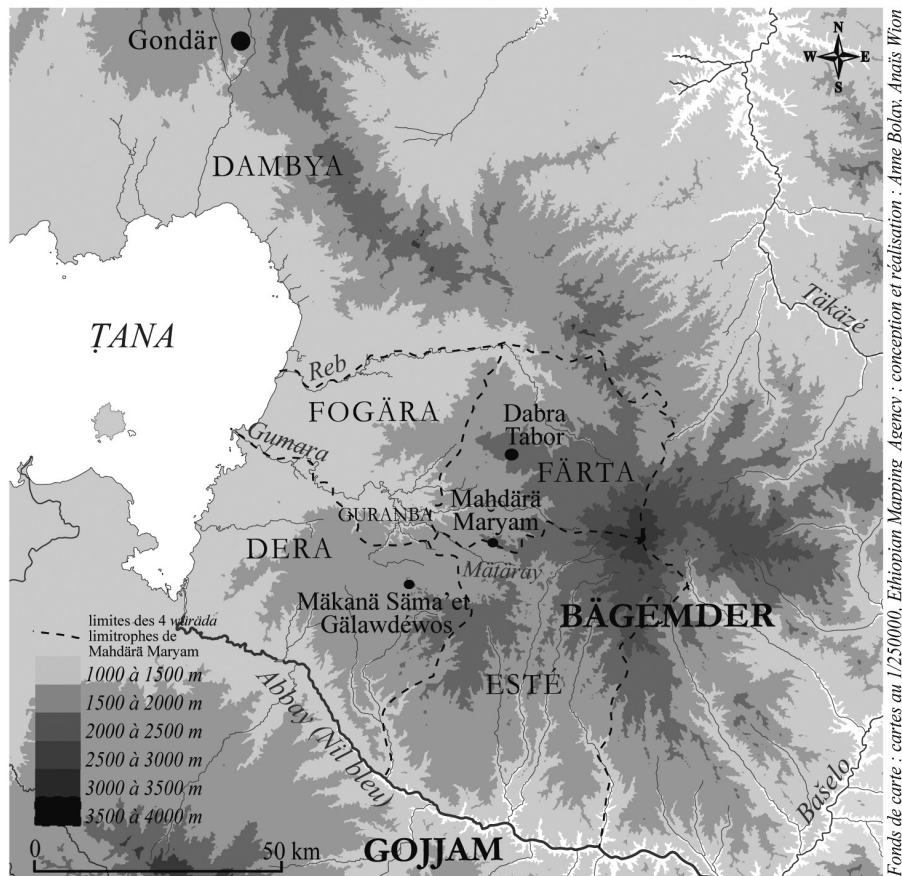 Gondär
N
W E
S
DAMBYA
ṬANA
Täkäzé
Reb
FOGÄRA
Dabra
Tabor
Gumara
FÄRTA
Mahdärä
Maryam
GURANBA
DERA
Mätäray
Mäkanä Säma'et
Gälawdéwos
BÄGÉMDER
ESTÉ
limites des 4 wäräda
limitrophes de
Mahdärä Maryam
1000 à 1500 m
1500 à 2000 m
2000 à 2500 m
2500 à 3000 m
3000 à 3500 m
3500 à 4000 m
Abbay (Nil bleu)
Bašelo
GOJJAM
0 50 km
Fonds de carte : cartes au 1/250000, Ethiopian Mapping Agency ; conception et réalisation : Anne Bolay, Anaïs Wion